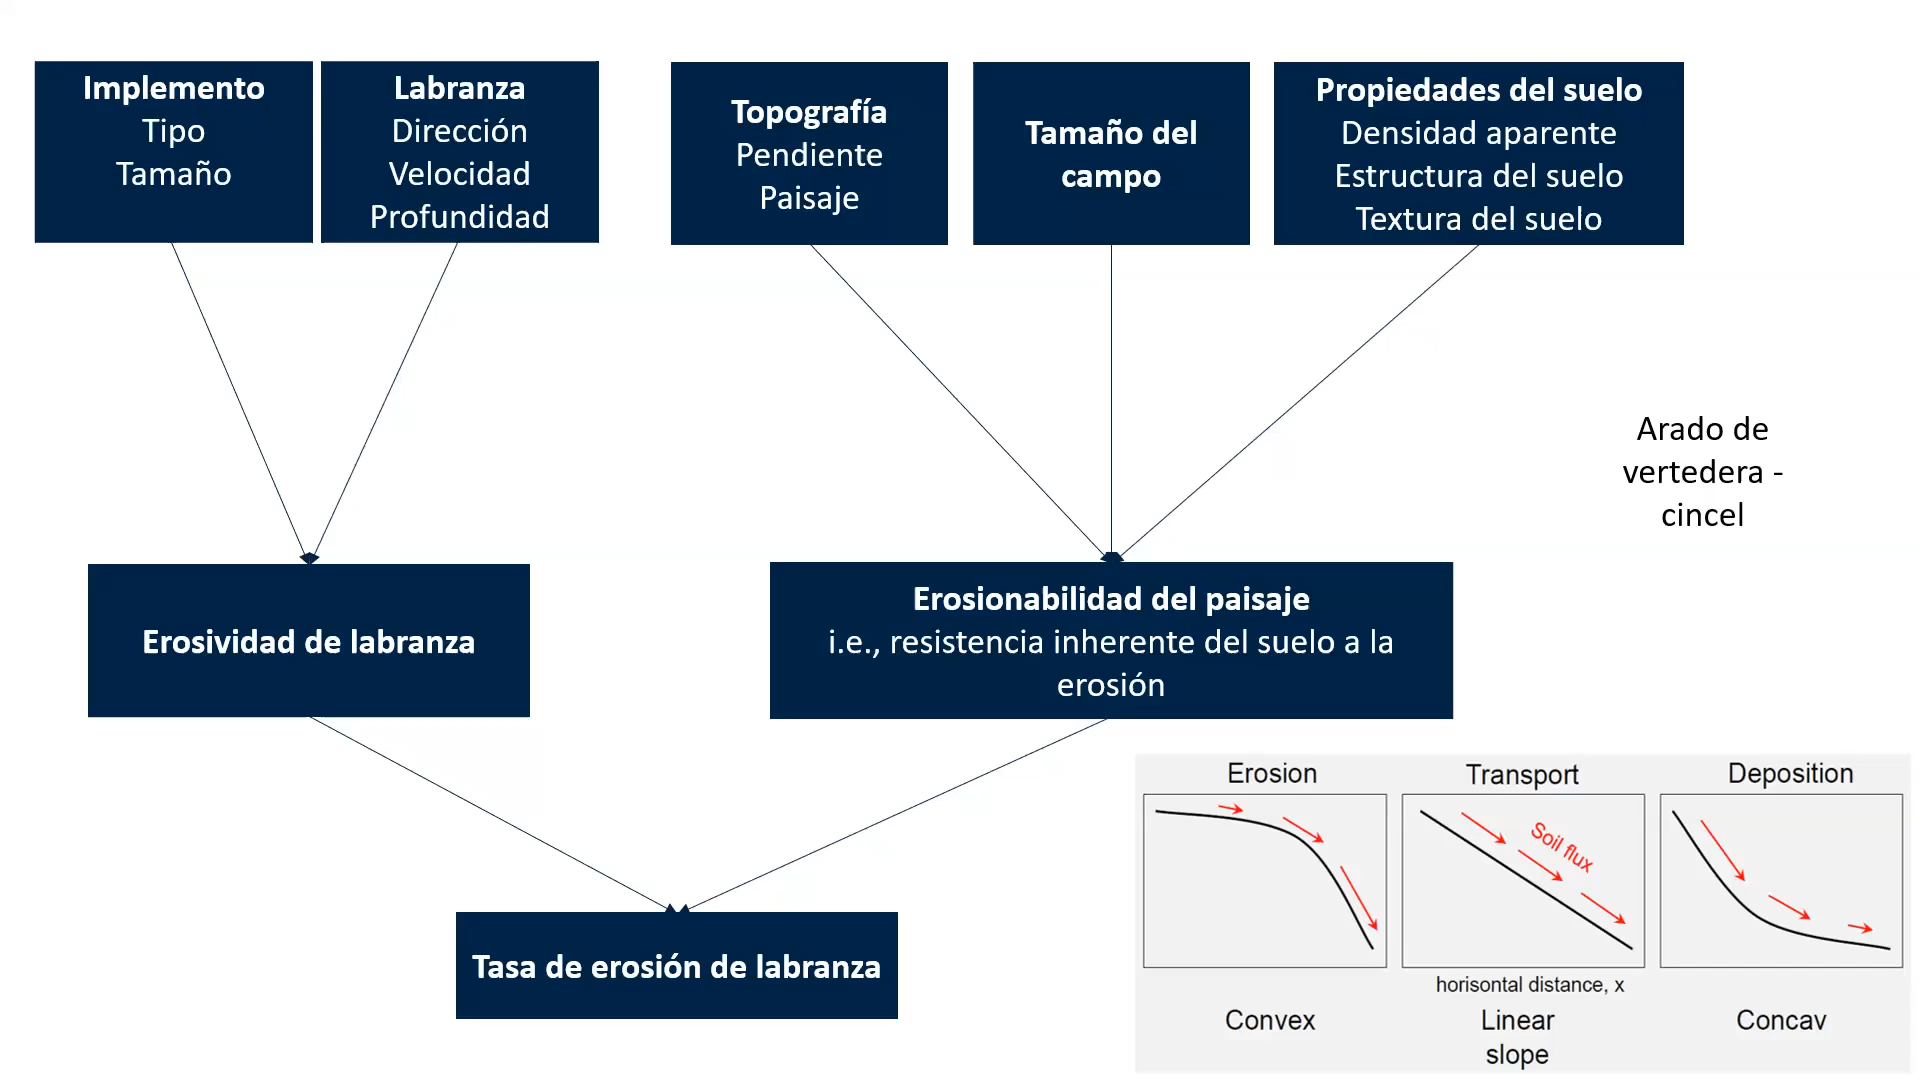 Implemento
Tipo
Tamaño
Labranza
Dirección
Velocidad
Profundidad
Topografía
Pendiente
Paisaje
Tamaño del
campo
Propiedades del suelo
Densidad aparente
Estructura del suelo
Textura del suelo
Arado de
vertedera -
cincel
Erosividad de labranza
Erosionabilidad del paisaje
i.e., resistencia inherente del suelo a la
erosión
Tasa de erosión de labranza
Erosion
Transport
Deposition
Soil flux
horisontal distance, x
Convex
Linear
slope
Concav